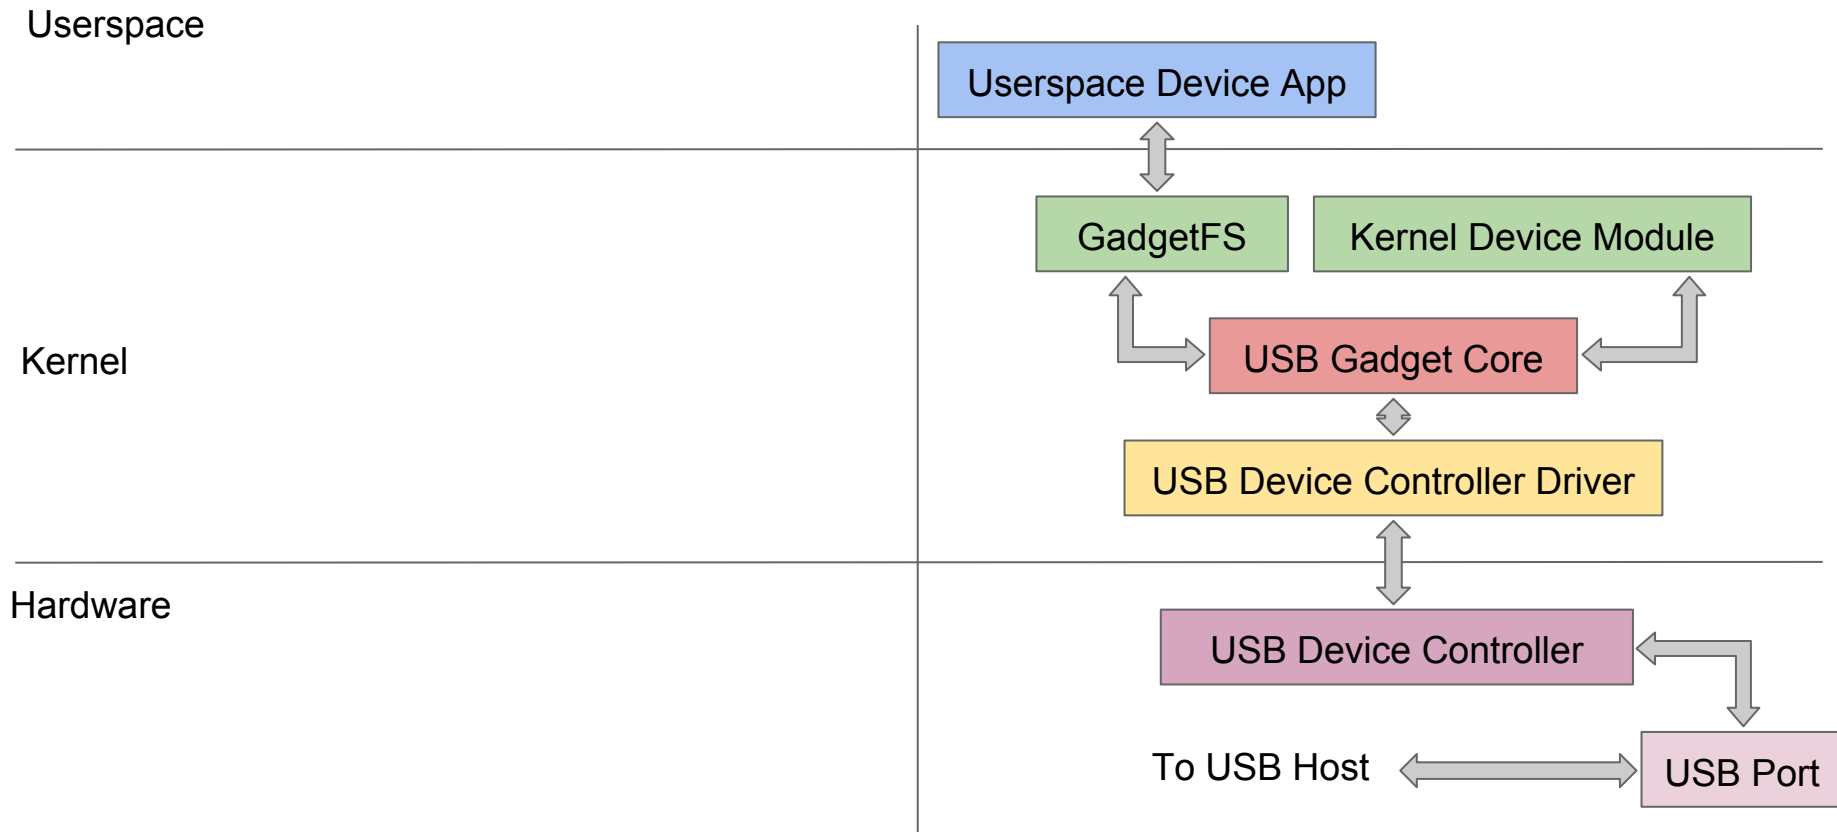 Userspace
Userspace Device App
GadgetFS
Kernel Device Module
Kernel
USB Gadget Core
USB Device Controller Driver
Hardware
USB Device Controller
To USB Host
USB Port